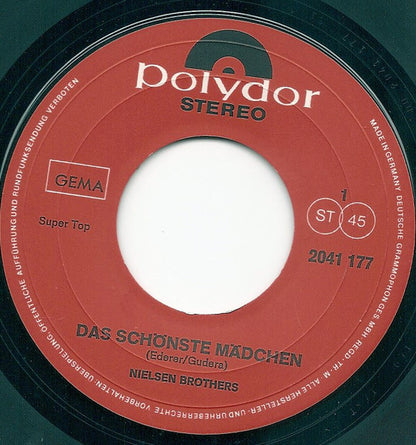 polydor
STEREO
GEMA
Super Top
1
ST 45
2041 177
DAS SCHÖNSTE MÄDCHEN
(Ederer/Gudera)
NIELSEN BROTHERS
MADE IN GERMANY DEUTSCHE GRAMMOPHON GES MBH REGD · TM · ALLE HERSTELLER- UND URHEBERRECHTE VORBEHALTEN ÜBERSPIELUNG, ÖFFENTLICHE AUFFÜHRUNG UND RUNDFUNKSENDUNG VERBOTEN